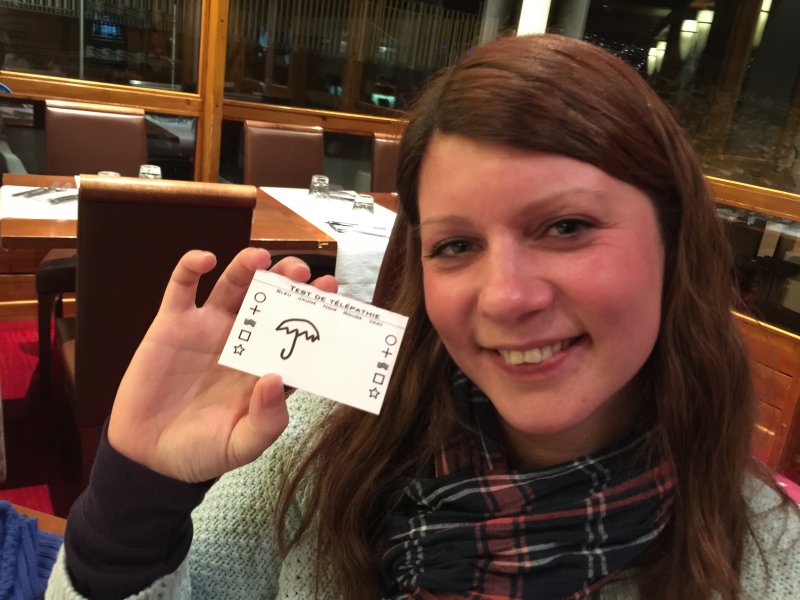 TEST DE TÉLÉPATHIE
BLEU JAUNE NOIR ROUGE VERT